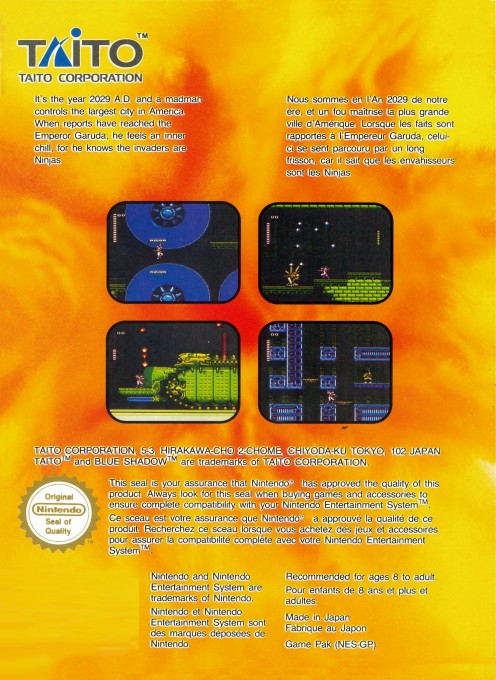 TAITO™
TAITO CORPORATION
It's the year 2029 A.D. and a madman
controls the largest city in America.
When reports have reached the
Emperor Garuda, he feels an inner
chill, for he knows the invaders are
Ninjas.
Nous sommes en l'An 2029 de notre
ère, et un fou maîtrise la plus grande
ville d'Amérique. Lorsque les faits sont
rapportés à l'Empereur Garuda, celui-
ci se sent parcouru par un long
frisson, car il sait que les envahisseurs
sont les Ninjas
TAITO CORPORATION, 5-3, HIRAKAWA-CHO 2-CHOME, CHIYODA-KU TOKYO, 102 JAPAN
TAITO™ and BLUE SHADOW™ are trademarks of TAITO CORPORATION
Original
Nintendo
Seal of
Quality
™
This seal is your assurance that Nintendo® has approved the quality of this
product. Always look for this seal when buying games and accessories to
ensure complete compatibility with your Nintendo Entertainment System™.
Ce sceau est votre assurance que Nintendo® a approuvé la qualité de ce
produit. Recherchez ce sceau lorsque vous achetez des jeux et accessoires
pour assurer la compatibilité complète avec votre Nintendo Entertainment
System™.
Nintendo and Nintendo
Entertainment System are
trademarks of Nintendo.
Nintendo et Nintendo
Entertainment System sont
des marques déposées de
Nintendo.
Recommended for ages 8 to adult.
Pour enfants de 8 ans et plus et
adultes.
Made in Japan
Fabriqué au Japon
Game Pak (NES-GP)